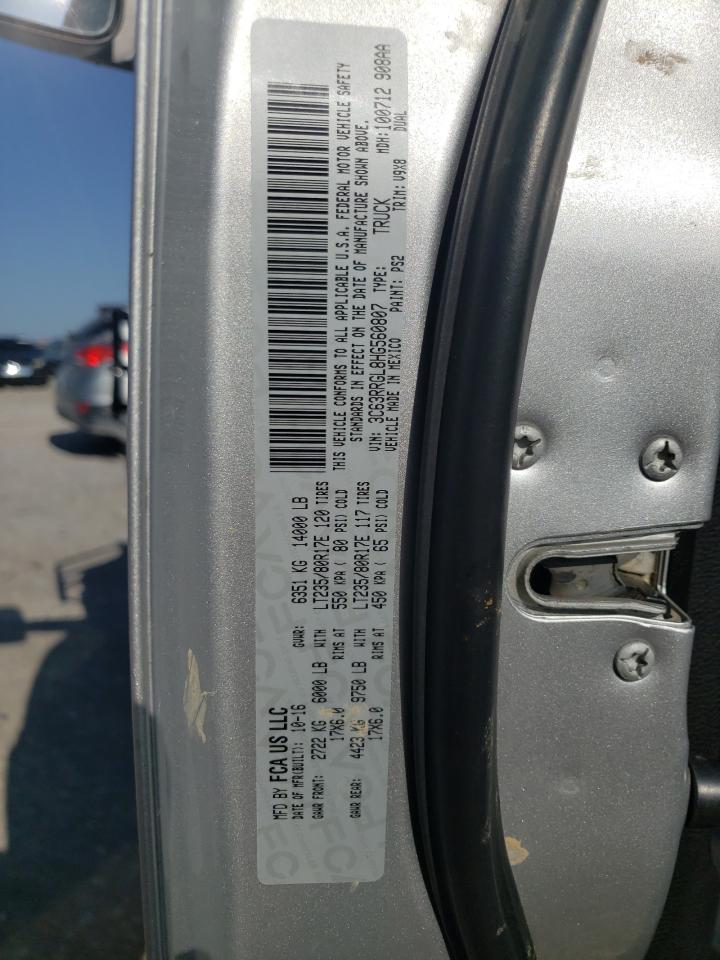 MFD BY FCA US LLC
DATE OF MFR(BUILT): 10-16 GVWR: 6351 KG 14000 LB
GAWR FRONT: 2722 KG 6000 LB WITH LT235/80R17E 120 TIRES
17X6.0 RIMS AT 550 KPA ( 80 PSI) COLD
GAWR REAR: 4423 KG 9750 LB WITH LT235/80R17E 117 TIRES
17X6.0 RIMS AT 450 KPA ( 65 PSI) COLD
THIS VEHICLE CONFORMS TO ALL APPLICABLE U.S.A. FEDERAL MOTOR VEHICLE SAFETY
STANDARDS IN EFFECT ON THE DATE OF MANUFACTURE SHOWN ABOVE.
VIN: 3C63RRGL8HG560807 TYPE: TRUCK MDH:100712 908AA
VEHICLE MADE IN MEXICO PAINT: PS2 TRIM: V9X8 DUAL